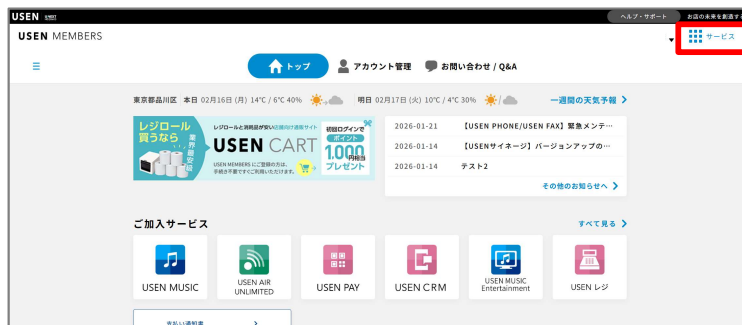 USEN U-NEXT ヘルプ・サポート お店の未来を創造す
USEN MEMBERS
サービス
トップ アカウント管理 お問い合わせ / Q&A
東京都品川区 本日 02月16日 (月) 14℃ / 6℃ 40% 明日 02月17日 (火) 10℃ / 4℃ 30% 一週間の天気予報
レジロール
買うなら
業界最安級
レジロールと消耗品が安いお店向け通販サイト
USEN CART
USEN MEMBERS にご登録の方は、
手続き不要ですぐご利用いただけます。
初回ログインで
ポイント
1,000円相当
プレゼント
2026-01-21 【USEN PHONE/USEN FAX】緊急メンテ…
2026-01-14 【USENサイネージ】バージョンアップの…
2026-01-14 テスト2
その他のお知らせへ
ご加入サービス すべて見る
USEN MUSIC
USEN AIR
UNLIMITED
USEN PAY
USEN CRM
USEN MUSIC
Entertainment
USEN レジ
支払い通知書